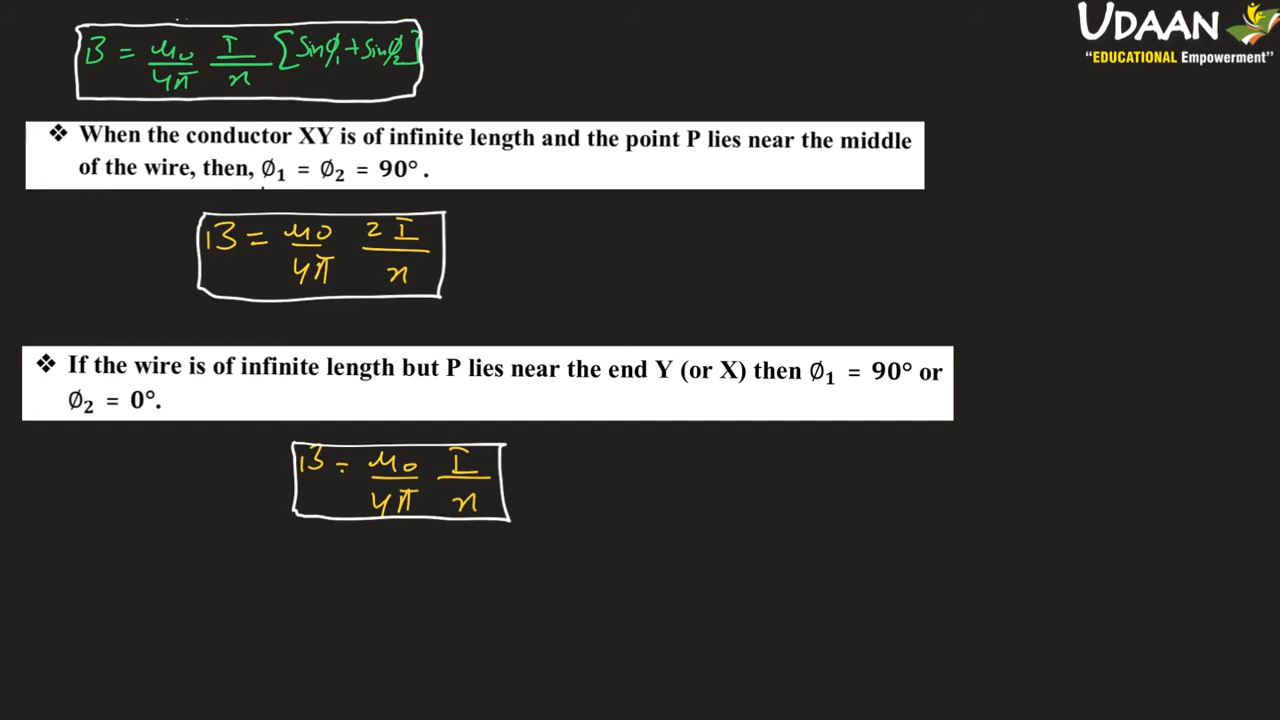 UDAAN
"EDUCATIONAL Empowerment"
B = μ0/4π I/x [sinϕ1 + sinϕ2]
❖ When the conductor XY is of infinite length and the point P lies near the middle
of the wire, then, ∅1 = ∅2 = 90°.
B = μ0/4π 2I/x
❖ If the wire is of infinite length but P lies near the end Y (or X) then ∅1 = 90° or
∅2 = 0°.
B = μ0/4π I/x